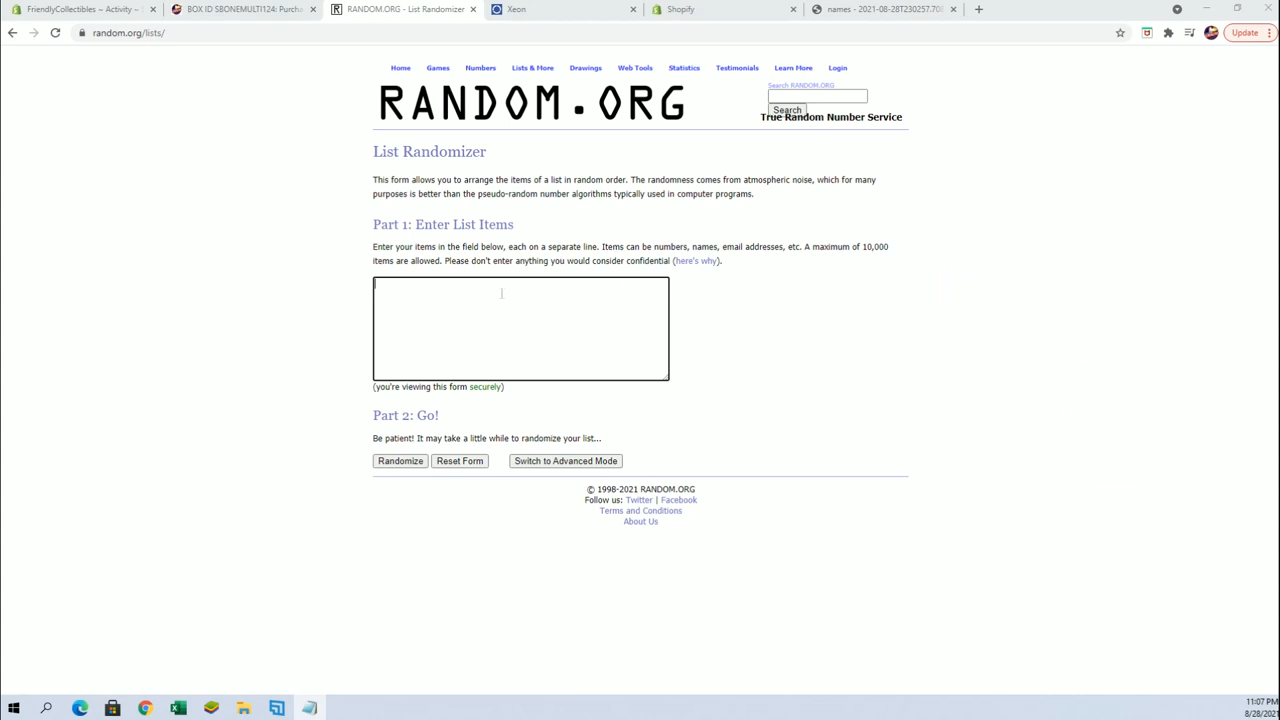 FriendlyCollectibles – Activity – S
BOX ID SBONEMULTI124: Purcha
RANDOM.ORG - List Randomizer
Xeon
Shopify
names - 2021-08-28T230257.708
random.org/lists/
Update
Home Games Numbers Lists & More Drawings Web Tools Statistics Testimonials Learn More Login
RANDOM.ORG
Search RANDOM.ORG
Search
True Random Number Service
List Randomizer
This form allows you to arrange the items of a list in random order. The randomness comes from atmospheric noise, which for many
purposes is better than the pseudo-random number algorithms typically used in computer programs.
Part 1: Enter List Items
Enter your items in the field below, each on a separate line. Items can be numbers, names, email addresses, etc. A maximum of 10,000
items are allowed. Please don't enter anything you would consider confidential (here's why).
(you're viewing this form securely)
Part 2: Go!
Be patient! It may take a little while to randomize your list...
Randomize Reset Form Switch to Advanced Mode
© 1998-2021 RANDOM.ORG
Follow us: Twitter | Facebook
Terms and Conditions
About Us
11:07 PM
8/28/2021